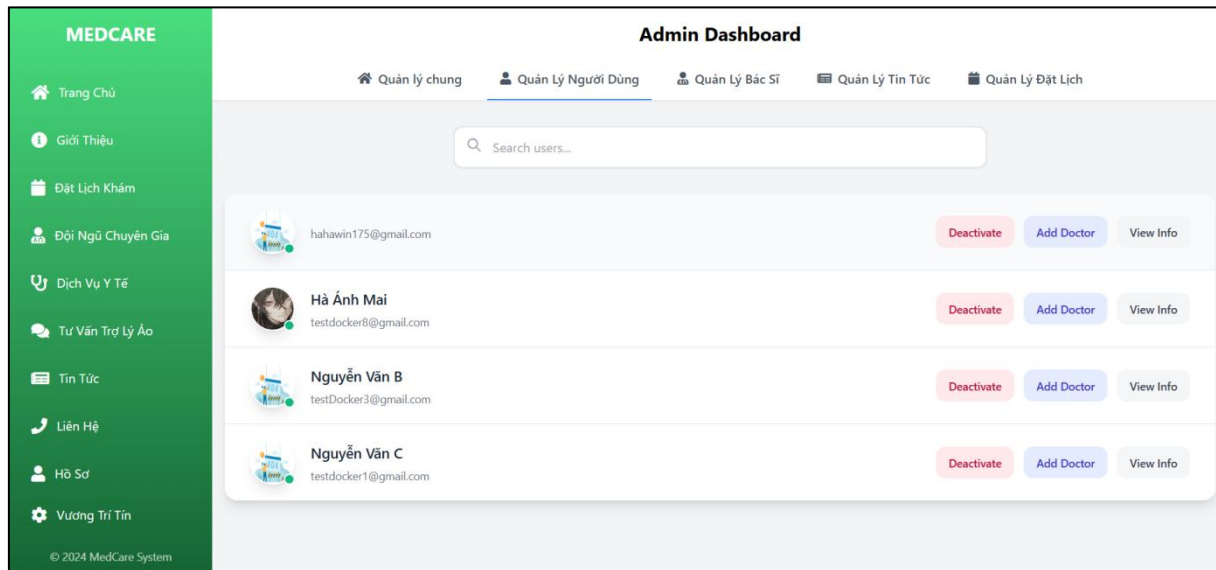 MEDCARE
Trang Chủ
Giới Thiệu
Đặt Lịch Khám
Đội Ngũ Chuyên Gia
Dịch Vụ Y Tế
Tư Vấn Trợ Lý Ảo
Tin Tức
Liên Hệ
Hồ Sơ
Vương Trí Tín
© 2024 MedCare System
Admin Dashboard
Quản lý chung Quản Lý Người Dùng Quản Lý Bác Sĩ Quản Lý Tin Tức Quản Lý Đặt Lịch
Search users...
hahawin175@gmail.com Deactivate Add Doctor View Info
Hà Ánh Mai
testdocker8@gmail.com Deactivate Add Doctor View Info
Nguyễn Văn B
testDocker3@gmail.com Deactivate Add Doctor View Info
Nguyễn Văn C
testdocker1@gmail.com Deactivate Add Doctor View Info